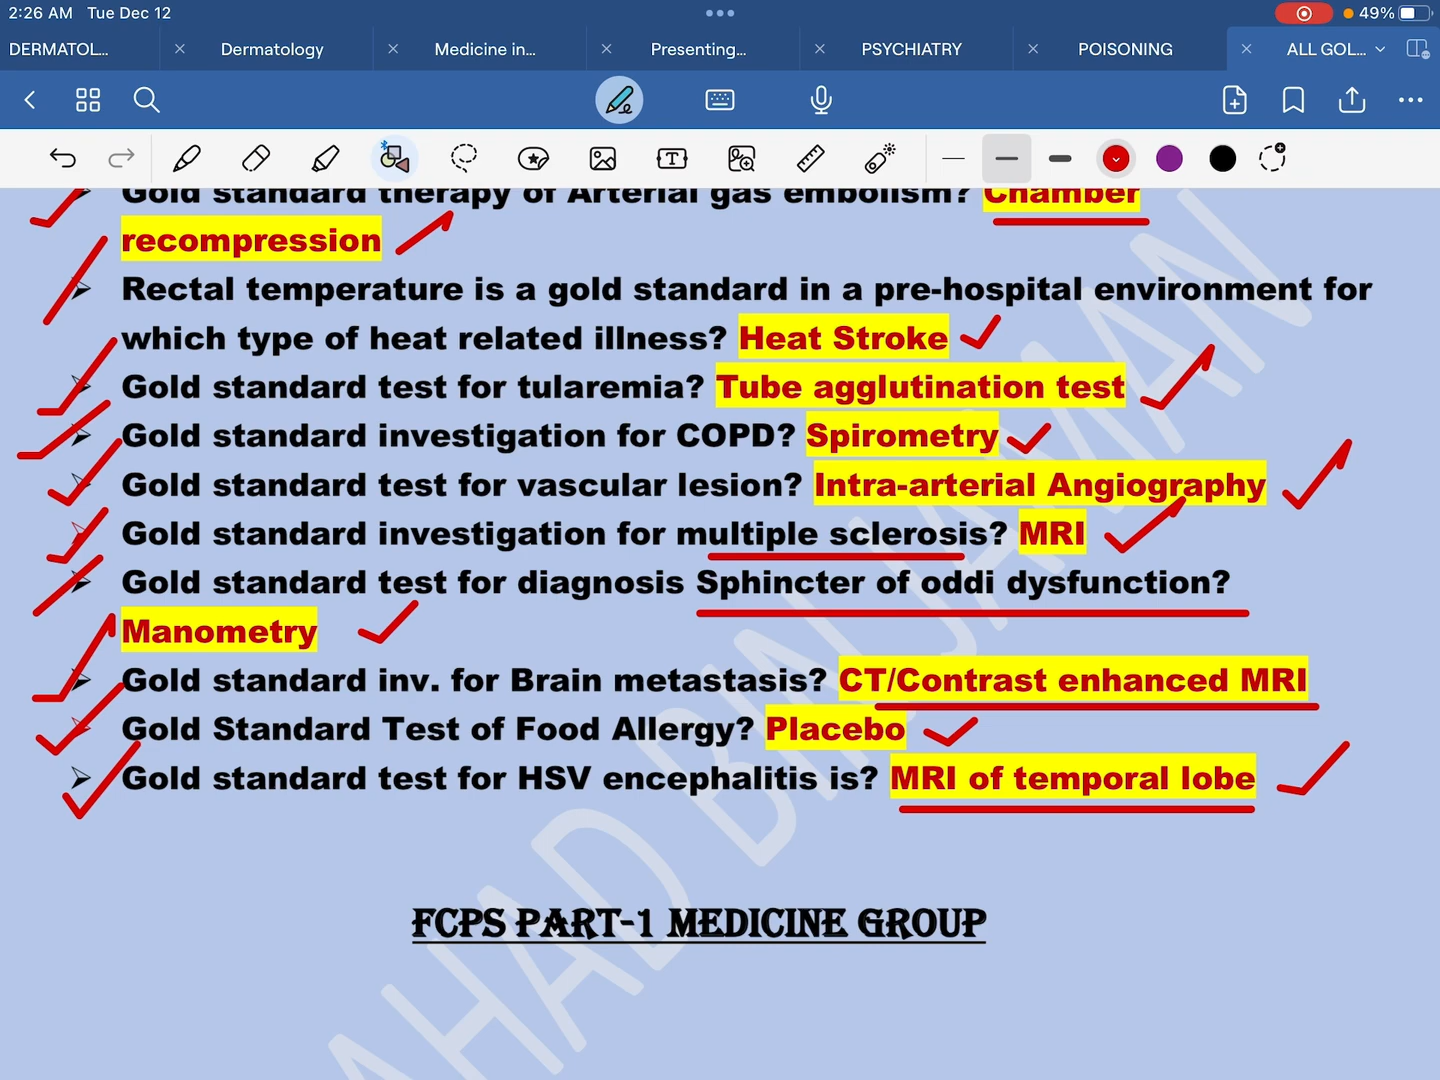 2:26 AM Tue Dec 12 49%
DERMATOL... Dermatology Medicine in... Presenting... PSYCHIATRY POISONING ALL GOL...
Gold standard therapy of Arterial gas embolism? Chamber
recompression
Rectal temperature is a gold standard in a pre-hospital environment for
which type of heat related illness? Heat Stroke
Gold standard test for tularemia? Tube agglutination test
Gold standard investigation for COPD? Spirometry
Gold standard test for vascular lesion? Intra-arterial Angiography
Gold standard investigation for multiple sclerosis? MRI
Gold standard test for diagnosis Sphincter of oddi dysfunction?
Manometry
Gold standard inv. for Brain metastasis? CT/Contrast enhanced MRI
Gold Standard Test of Food Allergy? Placebo
Gold standard test for HSV encephalitis is? MRI of temporal lobe
FCPS PART-1 MEDICINE GROUP